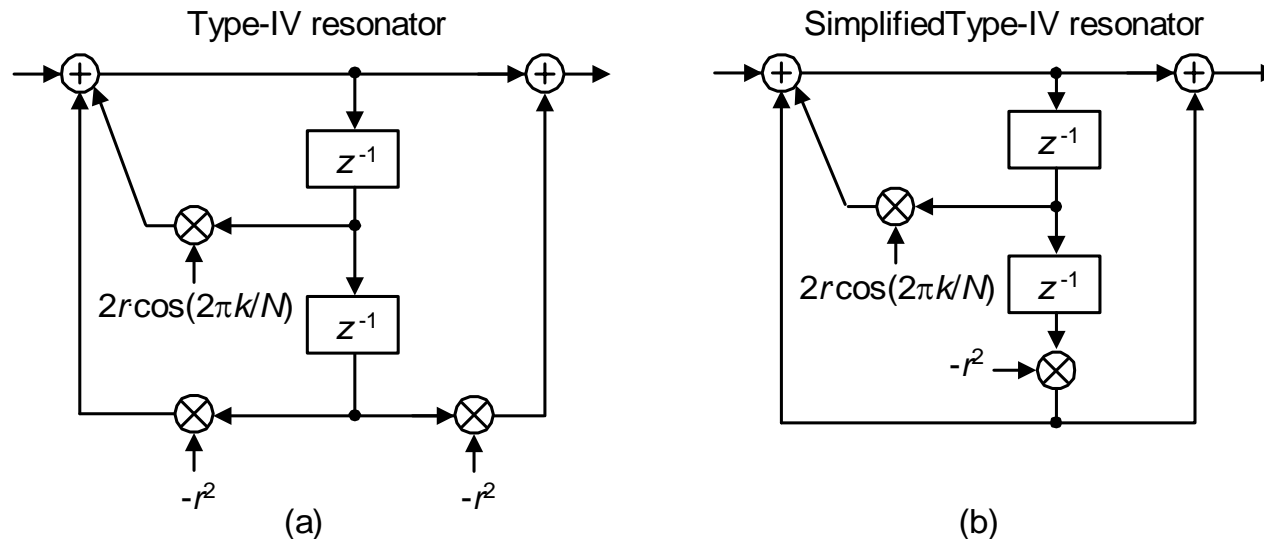 Type-IV resonator
+
+
z⁻¹
2rcos(2πk/N)
z⁻¹
-r²
-r²
(a)
SimplifiedType-IV resonator
+
+
z⁻¹
2rcos(2πk/N)
z⁻¹
-r²
(b)